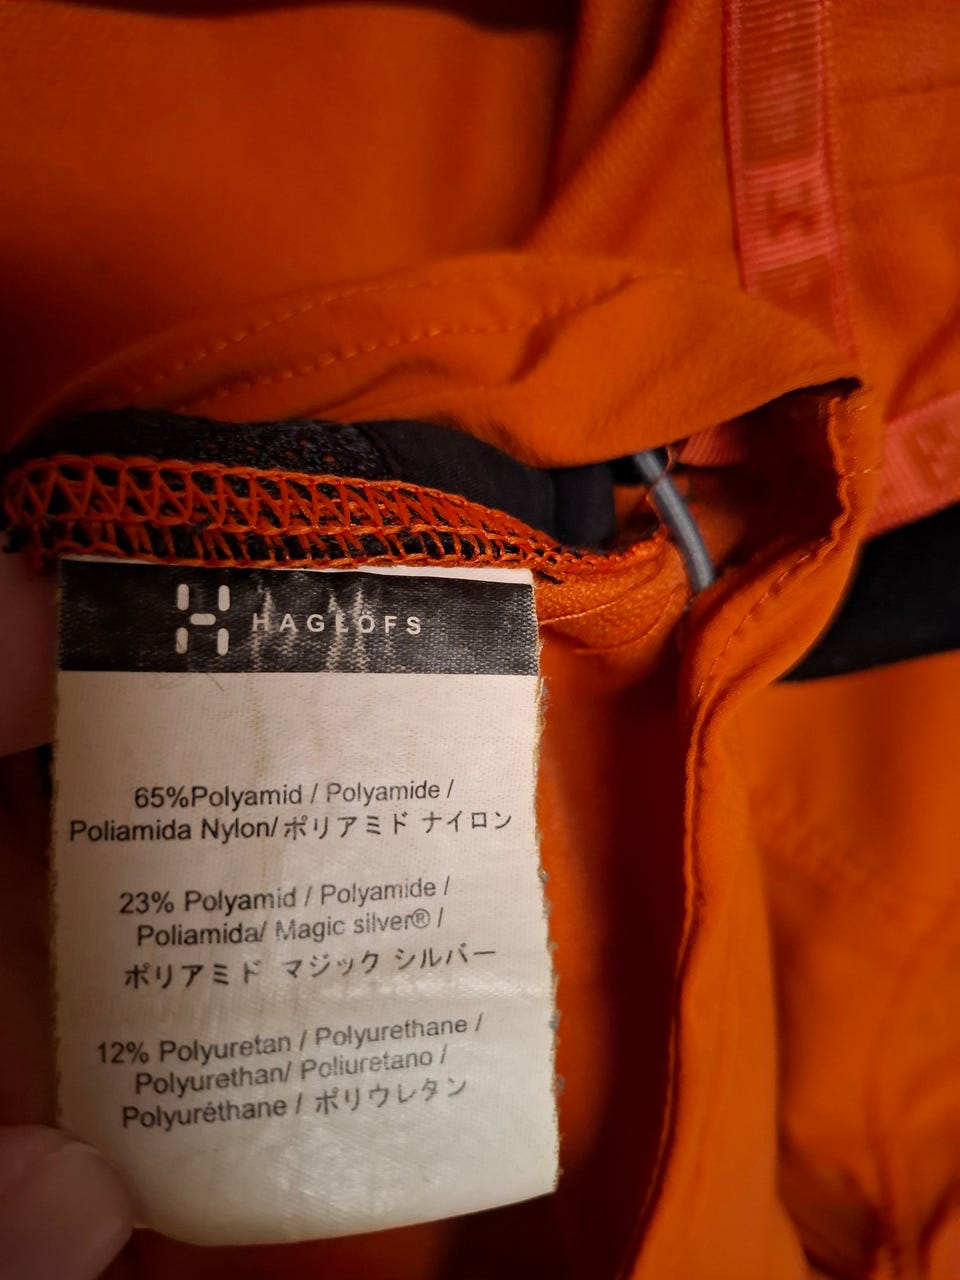 HAGLÖFS
65%Polyamid / Polyamide /
Poliamida Nylon/ポリアミド ナイロン
23% Polyamid / Polyamide /
Poliamida/ Magic silver® /
ポリアミド マジック シルバー
12% Polyuretan / Polyurethane /
Polyurethan/ Poliuretano /
Polyuréthane / ポリウレタン